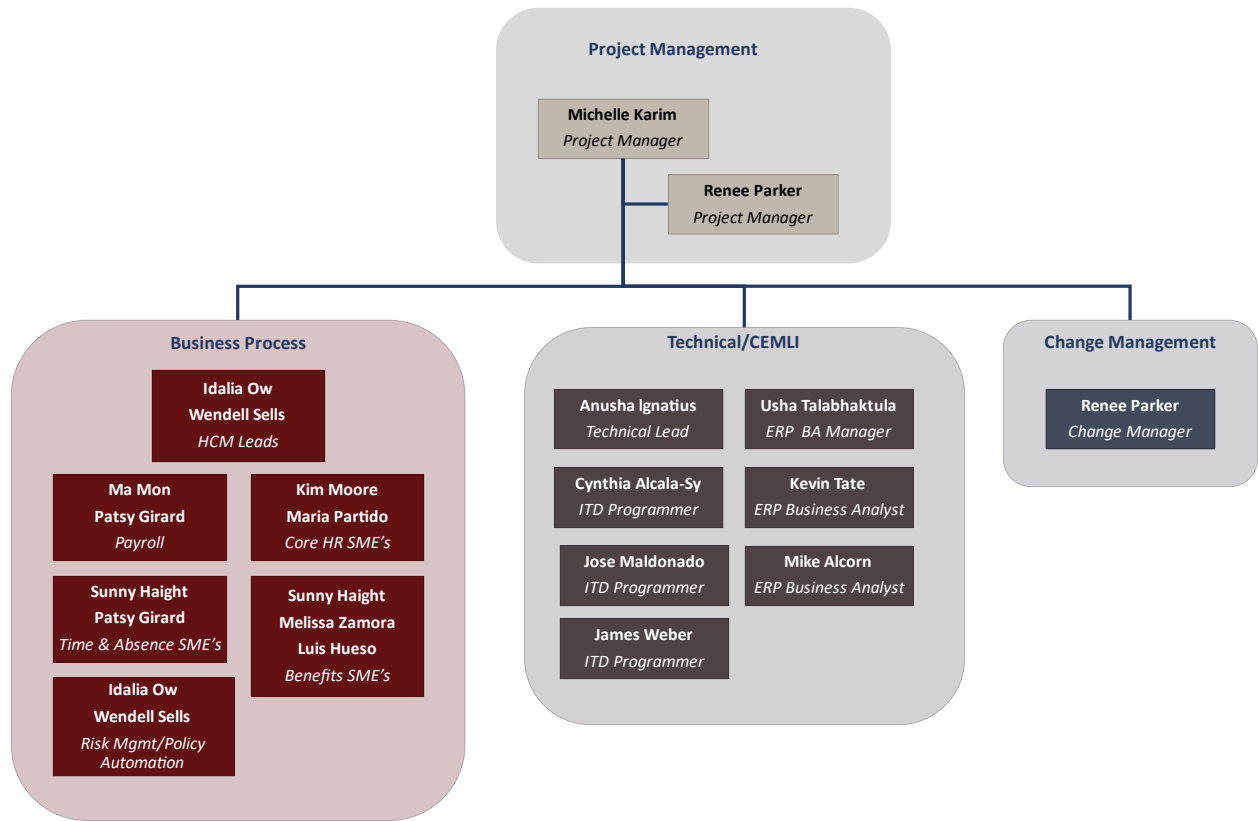 Project Management
Michelle Karim
Project Manager
Renee Parker
Project Manager
Business Process
Idalia Ow
Wendell Sells
HCM Leads
Ma Mon
Patsy Girard
Payroll
Kim Moore
Maria Partido
Core HR SME's
Sunny Haight
Patsy Girard
Time & Absence SME's
Sunny Haight
Melissa Zamora
Luis Hueso
Benefits SME's
Idalia Ow
Wendell Sells
Risk Mgmt/Policy
Automation
Technical/CEMLI
Anusha Ignatius
Technical Lead
Usha Talabhaktula
ERP BA Manager
Cynthia Alcala-Sy
ITD Programmer
Kevin Tate
ERP Business Analyst
Jose Maldonado
ITD Programmer
Mike Alcorn
ERP Business Analyst
James Weber
ITD Programmer
Change Management
Renee Parker
Change Manager